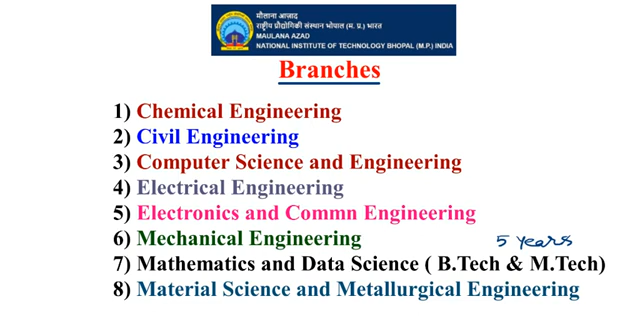 मौलाना आज़ाद
राष्ट्रीय प्रौद्योगिकी संस्थान भोपाल (म. प्र.) भारत
MAULANA AZAD
NATIONAL INSTITUTE OF TECHNOLOGY BHOPAL (M.P.) INDIA
Branches
1) Chemical Engineering
2) Civil Engineering
3) Computer Science and Engineering
4) Electrical Engineering
5) Electronics and Commn Engineering
6) Mechanical Engineering
5 years
7) Mathematics and Data Science ( B.Tech & M.Tech)
8) Material Science and Metallurgical Engineering